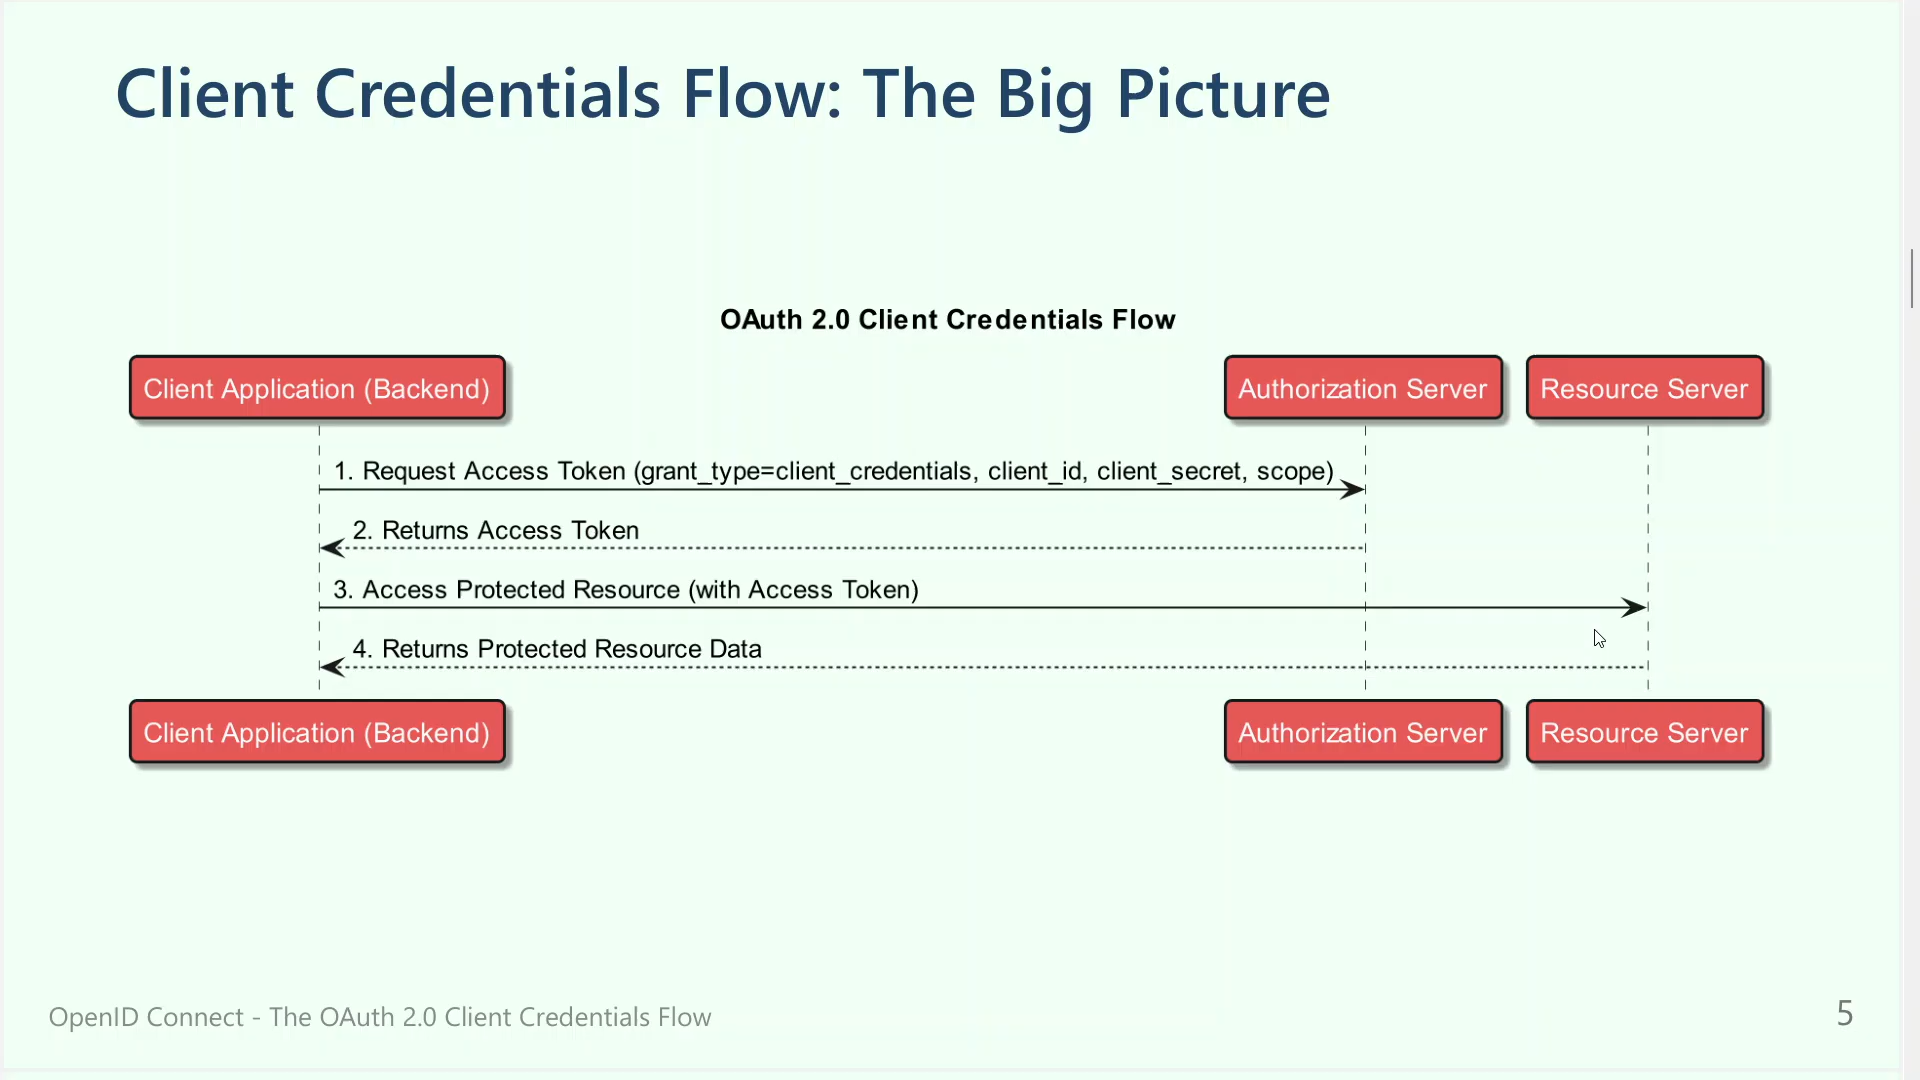 Client Credentials Flow: The Big Picture
OAuth 2.0 Client Credentials Flow
Client Application (Backend)
Authorization Server
Resource Server
1. Request Access Token (grant_type=client_credentials, client_id, client_secret, scope)
2. Returns Access Token
3. Access Protected Resource (with Access Token)
4. Returns Protected Resource Data
Client Application (Backend)
Authorization Server
Resource Server
OpenID Connect - The OAuth 2.0 Client Credentials Flow
5